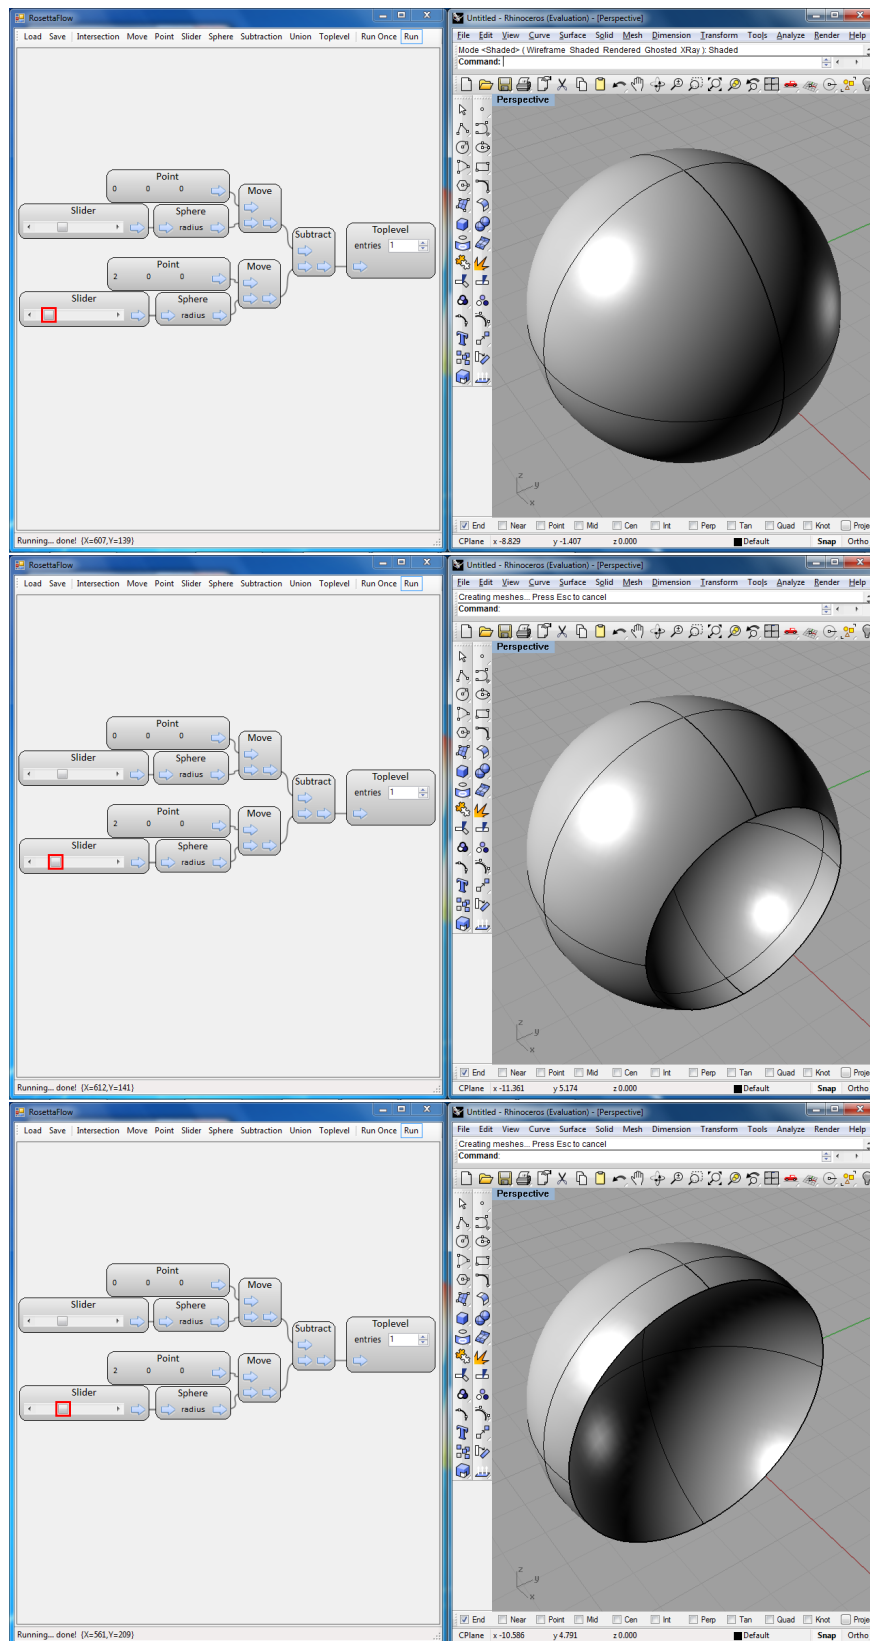 RosettaFlow
Load Save Intersection Move Point Slider Sphere Subtraction Union Toplevel Run Once Run
Point
0 0 0
Move
Slider
Sphere
radius
Subtract
Toplevel
entries 1
Point
2 0 0
Move
Slider
Sphere
radius
Running... done! {X=607,Y=139}
Untitled - Rhinoceros (Evaluation) - [Perspective]
File Edit View Curve Surface Solid Mesh Dimension Transform Tools Analyze Render Help
Mode <Shaded> ( Wireframe Shaded Rendered Ghosted XRay ): Shaded
Command:
Perspective
z
y
x
End Near Point Mid Cen Int Perp Tan Quad Knot Proje
CPlane x -8.829 y -1.407 z 0.000 Default Snap Ortho
RosettaFlow
Load Save Intersection Move Point Slider Sphere Subtraction Union Toplevel Run Once Run
Point
0 0 0
Move
Slider
Sphere
radius
Subtract
Toplevel
entries 1
Point
2 0 0
Move
Slider
Sphere
radius
Running... done! {X=612,Y=141}
Untitled - Rhinoceros (Evaluation) - [Perspective]
File Edit View Curve Surface Solid Mesh Dimension Transform Tools Analyze Render Help
Creating meshes... Press Esc to cancel
Command:
Perspective
z
y
x
End Near Point Mid Cen Int Perp Tan Quad Knot Proje
CPlane x -11.361 y 5.174 z 0.000 Default Snap Ortho
RosettaFlow
Load Save Intersection Move Point Slider Sphere Subtraction Union Toplevel Run Once Run
Point
0 0 0
Move
Slider
Sphere
radius
Subtract
Toplevel
entries 1
Point
2 0 0
Move
Slider
Sphere
radius
Running... done! {X=561,Y=209}
Untitled - Rhinoceros (Evaluation) - [Perspective]
File Edit View Curve Surface Solid Mesh Dimension Transform Tools Analyze Render Help
Creating meshes... Press Esc to cancel
Command:
Perspective
z
y
x
End Near Point Mid Cen Int Perp Tan Quad Knot Proje
CPlane x -10.586 y 4.791 z 0.000 Default Snap Ortho